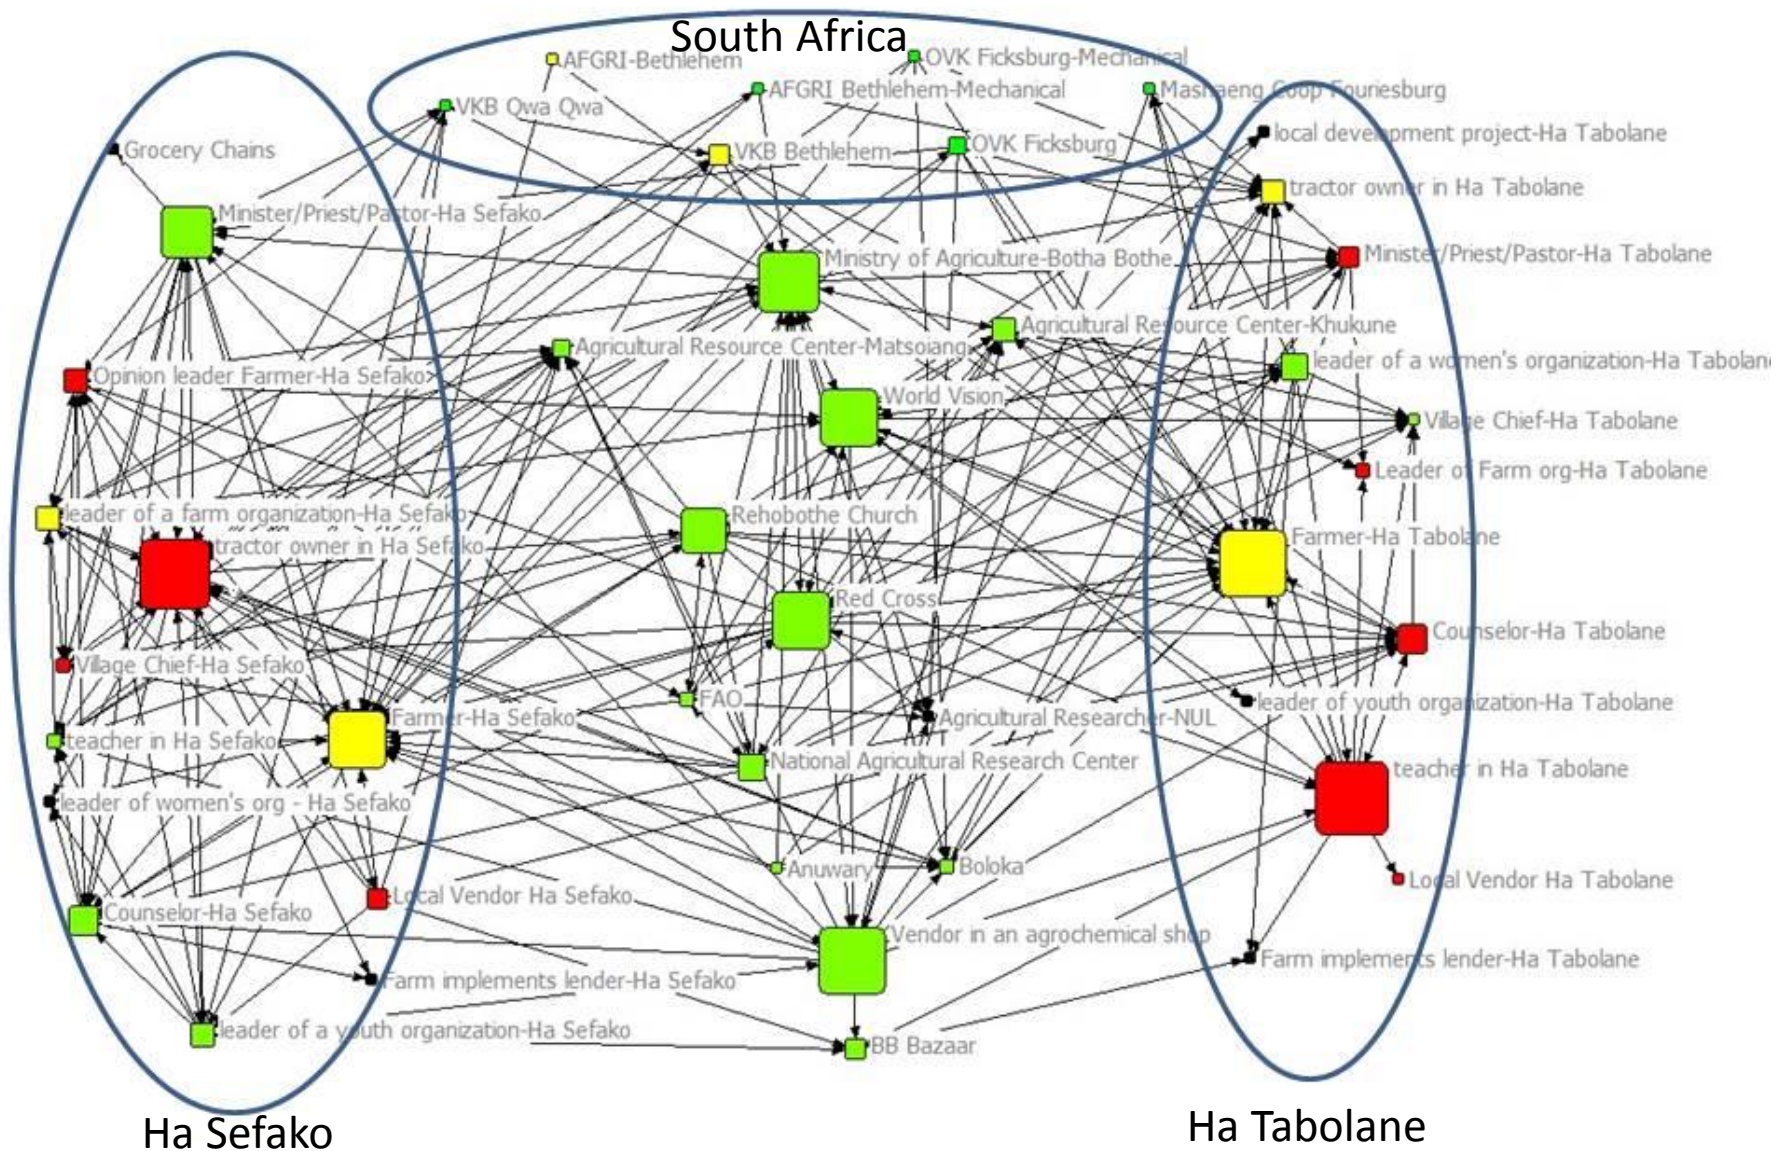 South Africa
AFGRI-Bethlehem
OVK Ficksburg-Mechanical
AFGRI Bethlehem-Mechanical
Mashaeng Coop Fouriesburg
VKB Qwa Qwa
local development project-Ha Tabolane
Grocery Chains
VKB Bethlehem
OVK Ficksburg
tractor owner in Ha Tabolane
Minister/Priest/Pastor-Ha Sefako
Ministry of Agriculture-Botha Bothe
Minister/Priest/Pastor-Ha Tabolane
Agricultural Resource Center-Khukune
Agricultural Resource Center-Matsoiang
leader of a women's organization-Ha Tabolane
Opinion leader Farmer-Ha Sefako
World Vision
Village Chief-Ha Tabolane
Leader of Farm org-Ha Tabolane
leader of a farm organization-Ha Sefako
Rehobothe Church
Farmer-Ha Tabolane
tractor owner in Ha Sefako
Red Cross
Counselor-Ha Tabolane
Village Chief-Ha Sefako
FAO
leader of youth organization-Ha Tabolane
Farmer-Ha Sefako
Agricultural Researcher-NUL
teacher in Ha Sefako
National Agricultural Research Center
teacher in Ha Tabolane
leader of women's org - Ha Sefako
Anuwary
Boloka
Local Vendor Ha Tabolane
Local Vendor Ha Sefako
Counselor-Ha Sefako
Vendor in an agrochemical shop
Farm implements lender-Ha Tabolane
Farm implements lender-Ha Sefako
leader of a youth organization-Ha Sefako
BB Bazaar
Ha Sefako
Ha Tabolane